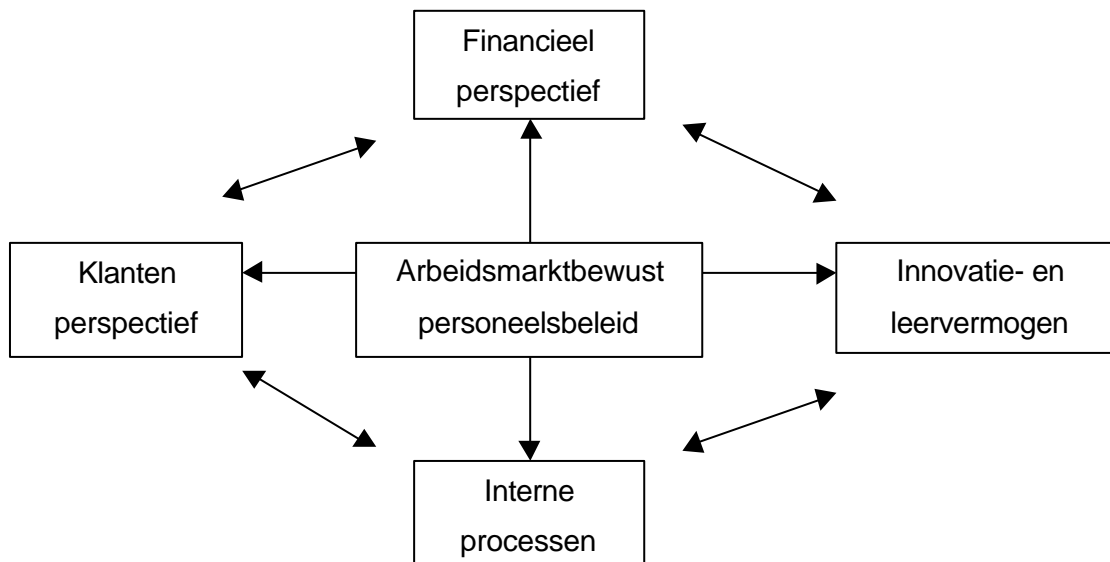 Financieel
perspectief
Klanten
perspectief
Arbeidsmarktbewust
personeelsbeleid
Innovatie- en
leervermogen
Interne
processen